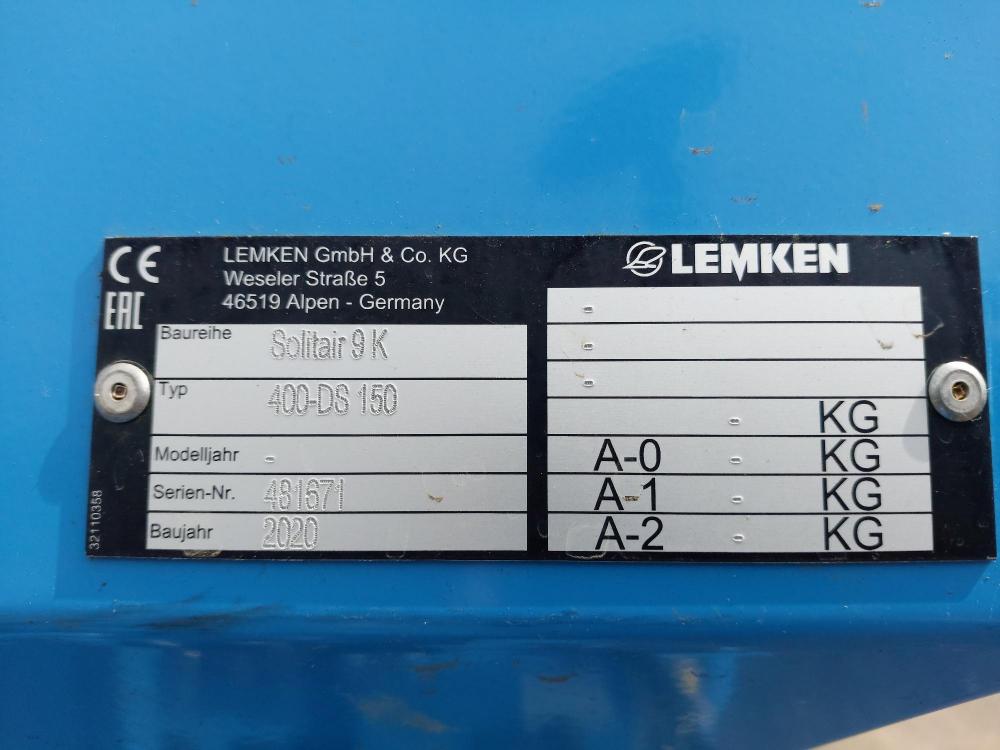 CE
EAC
LEMKEN GmbH & Co. KG
Weseler Straße 5
46519 Alpen - Germany
LEMKEN
Baureihe Solitair 9 K
Typ 400-DS 150
Modelljahr -
Serien-Nr. 481671
Baujahr 2020
32110358
-
-
-
- KG
A-0 - KG
A-1 - KG
A-2 - KG